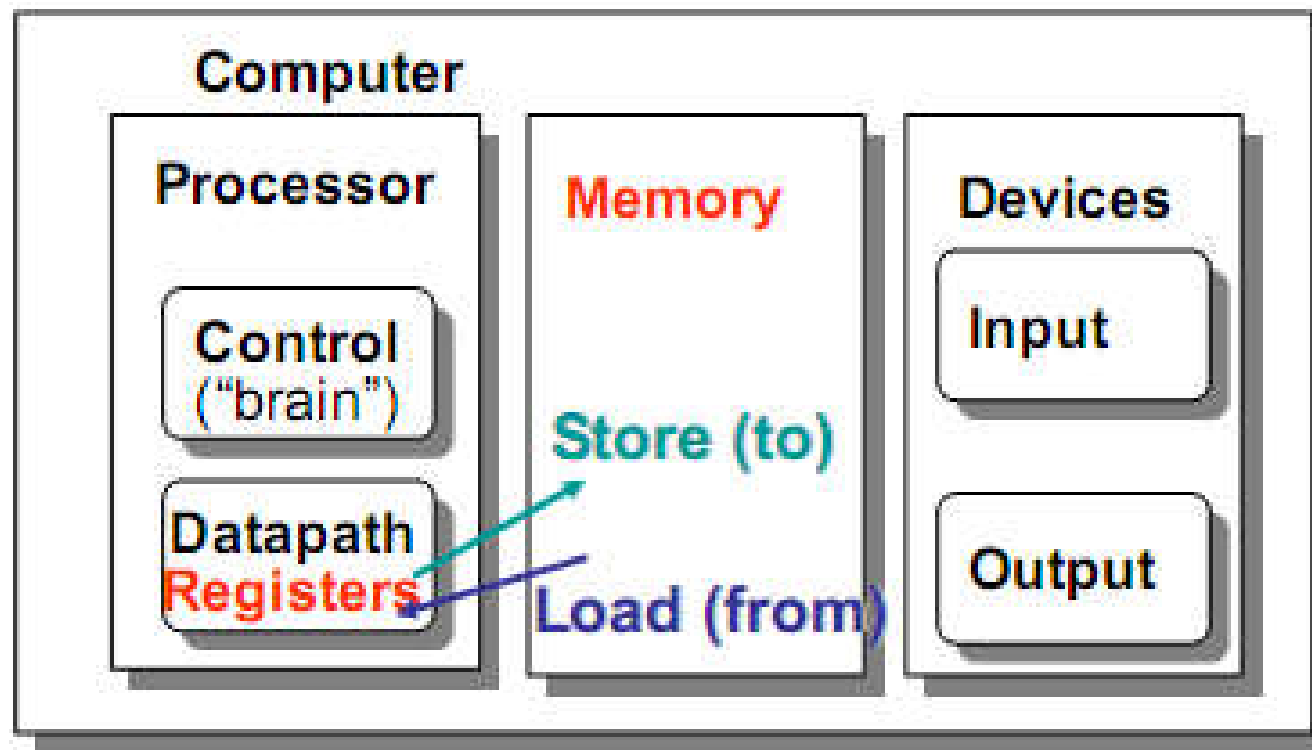 Computer
Processor
Control
(“brain”)
Datapath
Registers
Memory
Store (to)
Load (from)
Devices
Input
Output